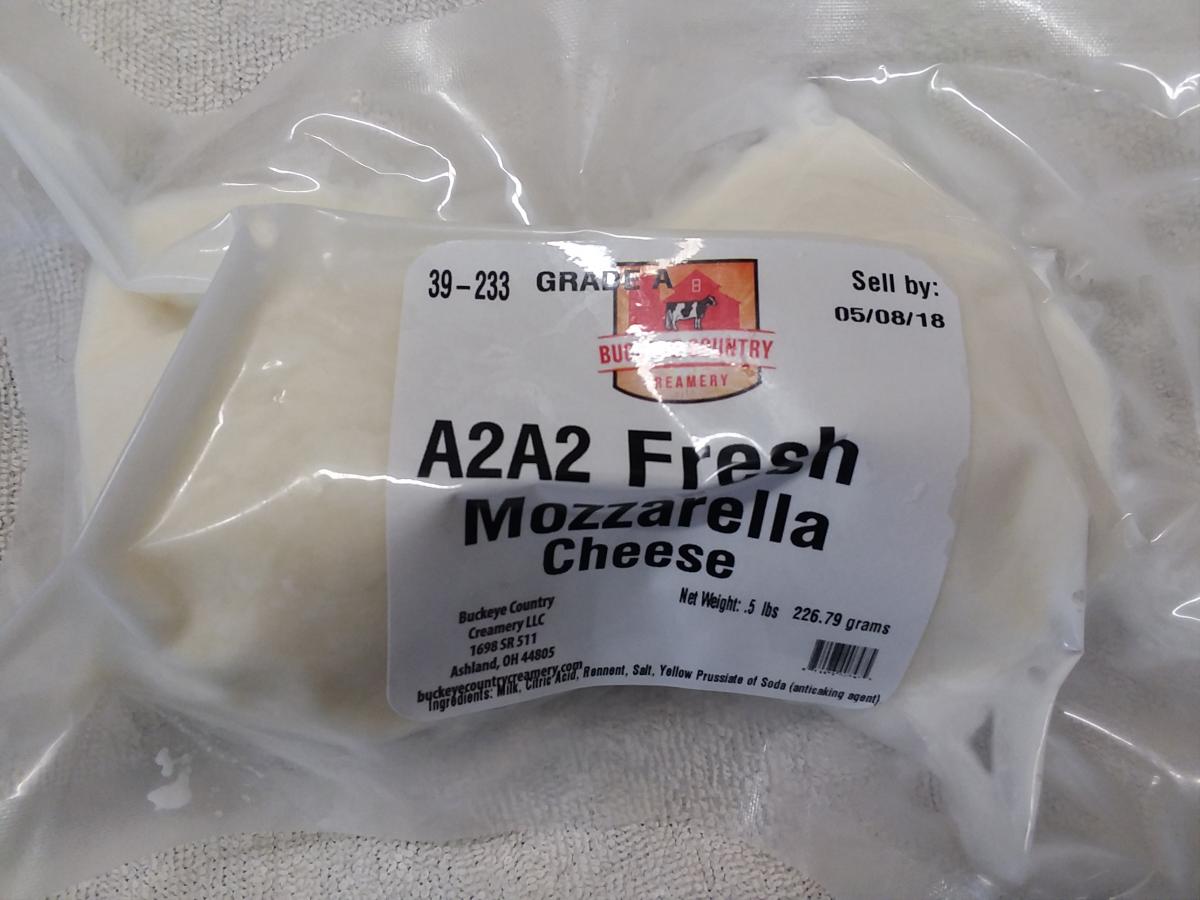 39-233 GRADE A
Sell by:
05/08/18
COUNTRY
CREAMERY
A2A2 Fresh
Mozzarella
Cheese
Net Weight: .5 lbs 226.79 grams
Buckeye Country
Creamery LLC
1698 SR 511
Ashland, OH 44805
buckeyecountrycreamery.com
Ingredients: Milk, Citric Acid, Rennent, Salt, Yellow Prussiate of Soda (anticaking agent)